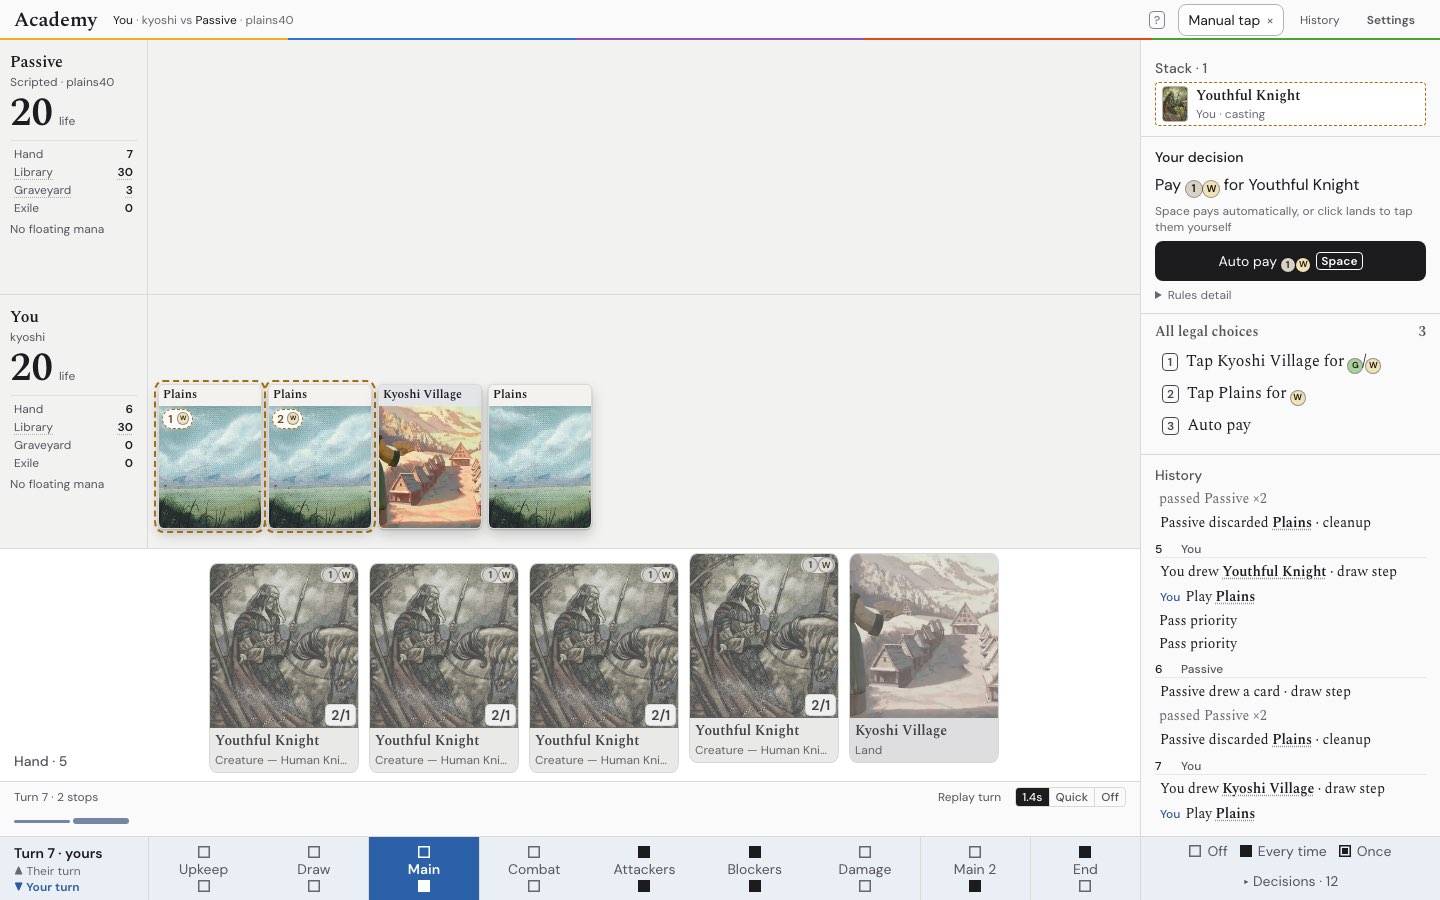 Academy You · kyoshi vs Passive · plains40 ? Manual tap × History Settings
Passive
Scripted · plains40
20 life
Hand 7
Library 30
Graveyard 3
Exile 0
No floating mana
You
kyoshi
20 life
Hand 6
Library 30
Graveyard 0
Exile 0
No floating mana
Plains
1 W
Plains
2 W
Kyoshi Village
Plains
Stack · 1
Youthful Knight
You · casting
Your decision
Pay 1 W for Youthful Knight
Space pays automatically, or click lands to tap
them yourself
Auto pay 1 W Space
▶ Rules detail
All legal choices 3
1 Tap Kyoshi Village for G/W
2 Tap Plains for W
3 Auto pay
History
passed Passive ×2
Passive discarded Plains · cleanup
5 You
You drew Youthful Knight · draw step
You Play Plains
Pass priority
Pass priority
6 Passive
Passive drew a card · draw step
passed Passive ×2
Passive discarded Plains · cleanup
7 You
You drew Kyoshi Village · draw step
You Play Plains
Hand · 5
1 W
2/1
Youthful Knight
Creature — Human Kni...
1 W
2/1
Youthful Knight
Creature — Human Kni...
1 W
2/1
Youthful Knight
Creature — Human Kni...
1 W
2/1
Youthful Knight
Creature — Human Kni...
Kyoshi Village
Land
Turn 7 · 2 stops
Replay turn 1.4s Quick Off
Turn 7 · yours
▲ Their turn
▼ Your turn
Upkeep
Draw
Main
Combat
Attackers
Blockers
Damage
Main 2
End
Off Every time Once
▸ Decisions · 12